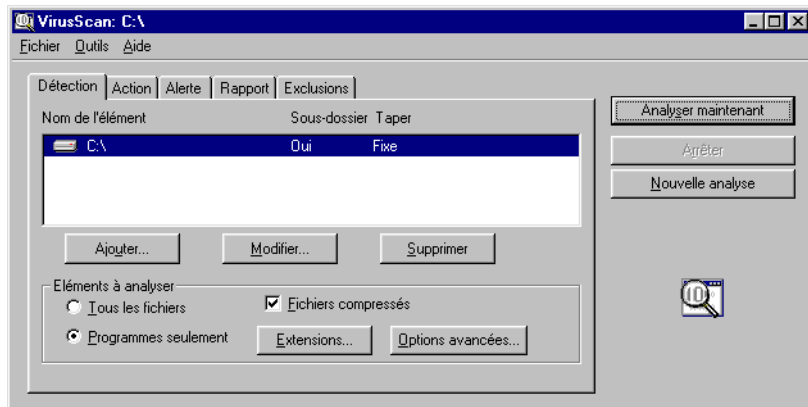 VirusScan: C:\
Fichier Outils Aide
Détection Action Alerte Rapport Exclusions
Nom de l'élément Sous-dossier Taper
C:\ Oui Fixe
Ajouter... Modifier... Supprimer
Eléments à analyser
Tous les fichiers Fichiers compressés
Programmes seulement Extensions... Options avancées...
Analyser maintenant
Arrêter
Nouvelle analyse